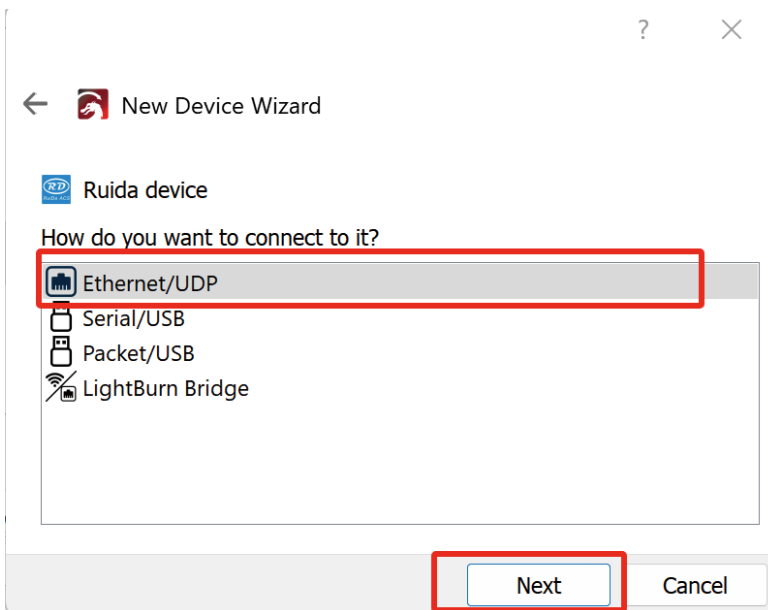 ?
New Device Wizard
RD
Ruida device
How do you want to connect to it?
Ethernet/UDP
Serial/USB
Packet/USB
LightBurn Bridge
Next
Cancel